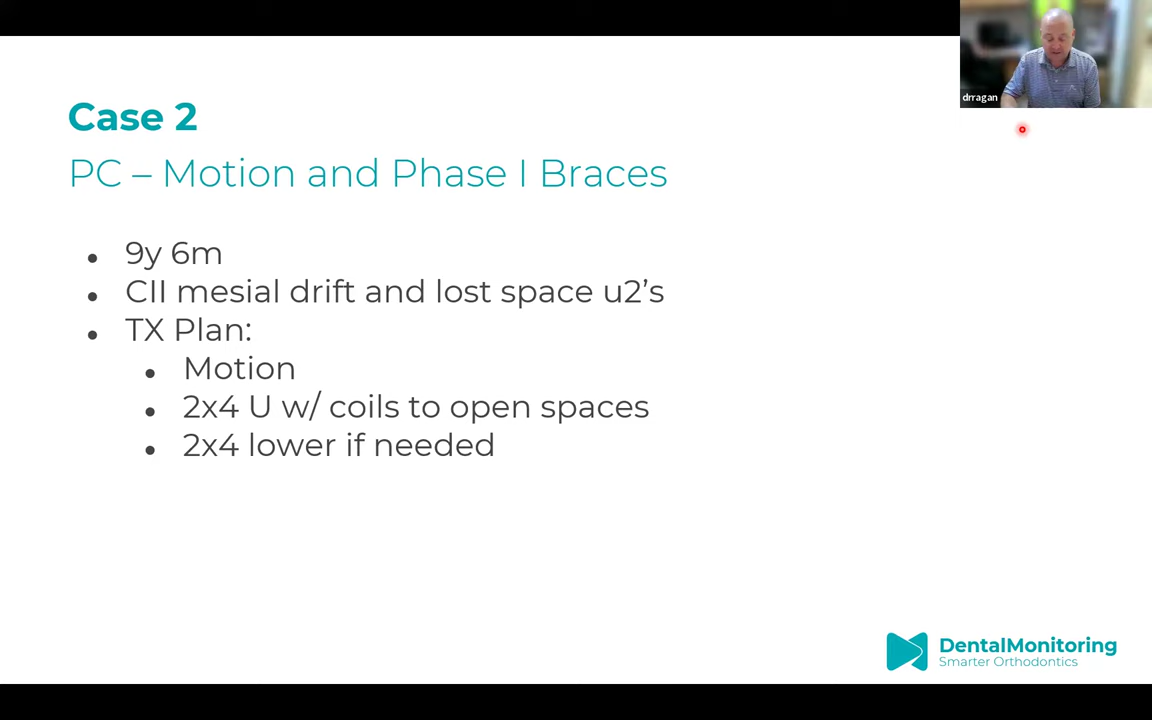 drragan
Case 2
PC – Motion and Phase I Braces
• 9y 6m
• CII mesial drift and lost space u2’s
• TX Plan:
• Motion
• 2x4 U w/ coils to open spaces
• 2x4 lower if needed
DentalMonitoring
Smarter Orthodontics